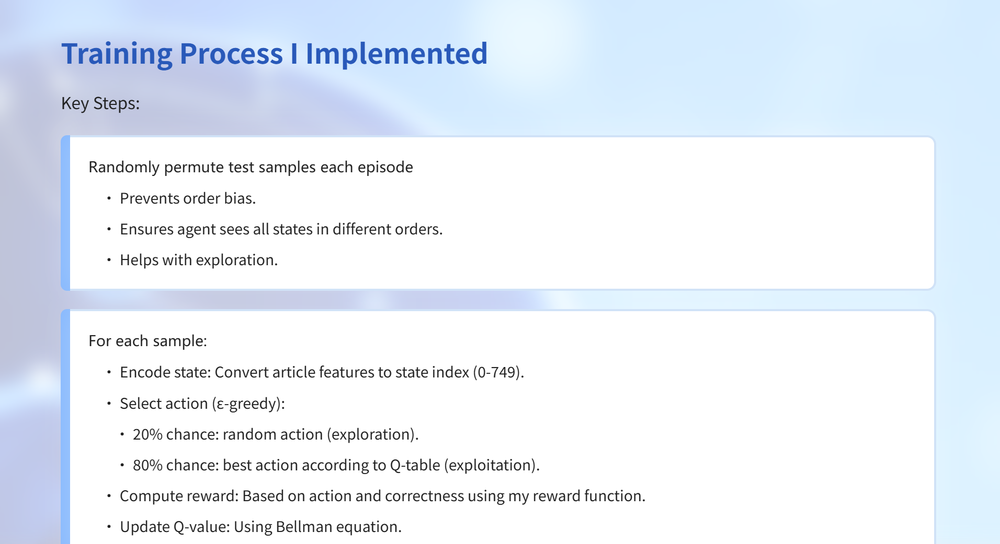 Training Process I Implemented
Key Steps:
Randomly permute test samples each episode
• Prevents order bias.
• Ensures agent sees all states in different orders.
• Helps with exploration.
For each sample:
• Encode state: Convert article features to state index (0-749).
• Select action (ε-greedy):
• 20% chance: random action (exploration).
• 80% chance: best action according to Q-table (exploitation).
• Compute reward: Based on action and correctness using my reward function.
• Update Q-value: Using Bellman equation.